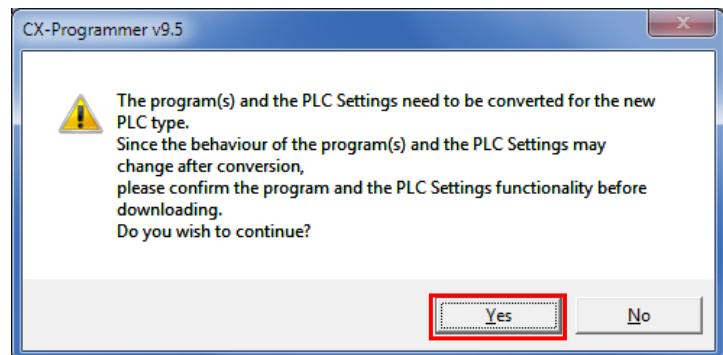 CX-Programmer v9.5
The program(s) and the PLC Settings need to be converted for the new
PLC type.
Since the behaviour of the program(s) and the PLC Settings may
change after conversion,
please confirm the program and the PLC Settings functionality before
downloading.
Do you wish to continue?
Yes
No